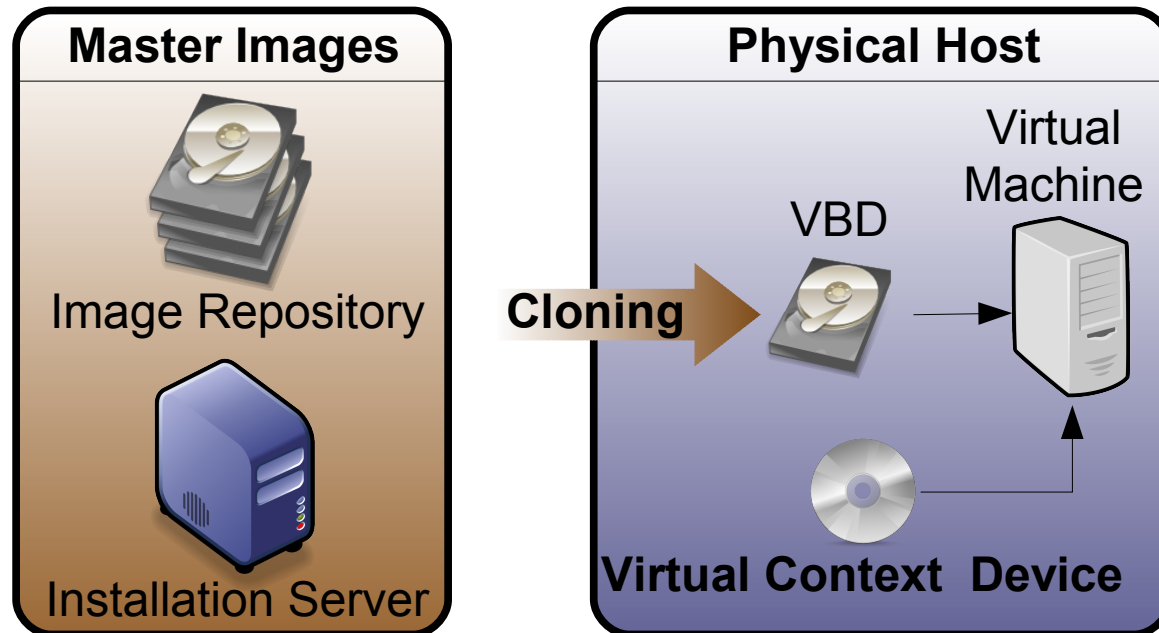 Master Images
Image Repository
Installation Server
Cloning
Physical Host
Virtual
Machine
VBD
Virtual Context Device